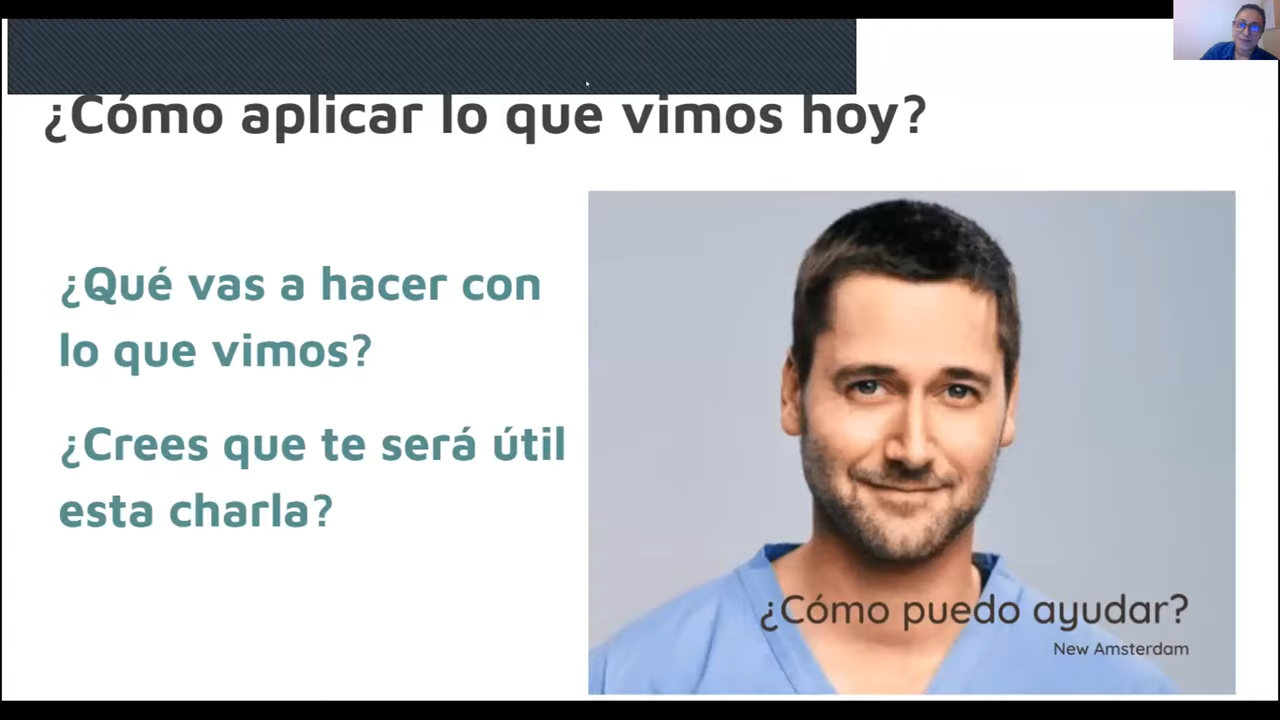 ¿Cómo aplicar lo que vimos hoy?
¿Qué vas a hacer con
lo que vimos?
¿Crees que te será útil
esta charla?
¿Cómo puedo ayudar?
New Amsterdam